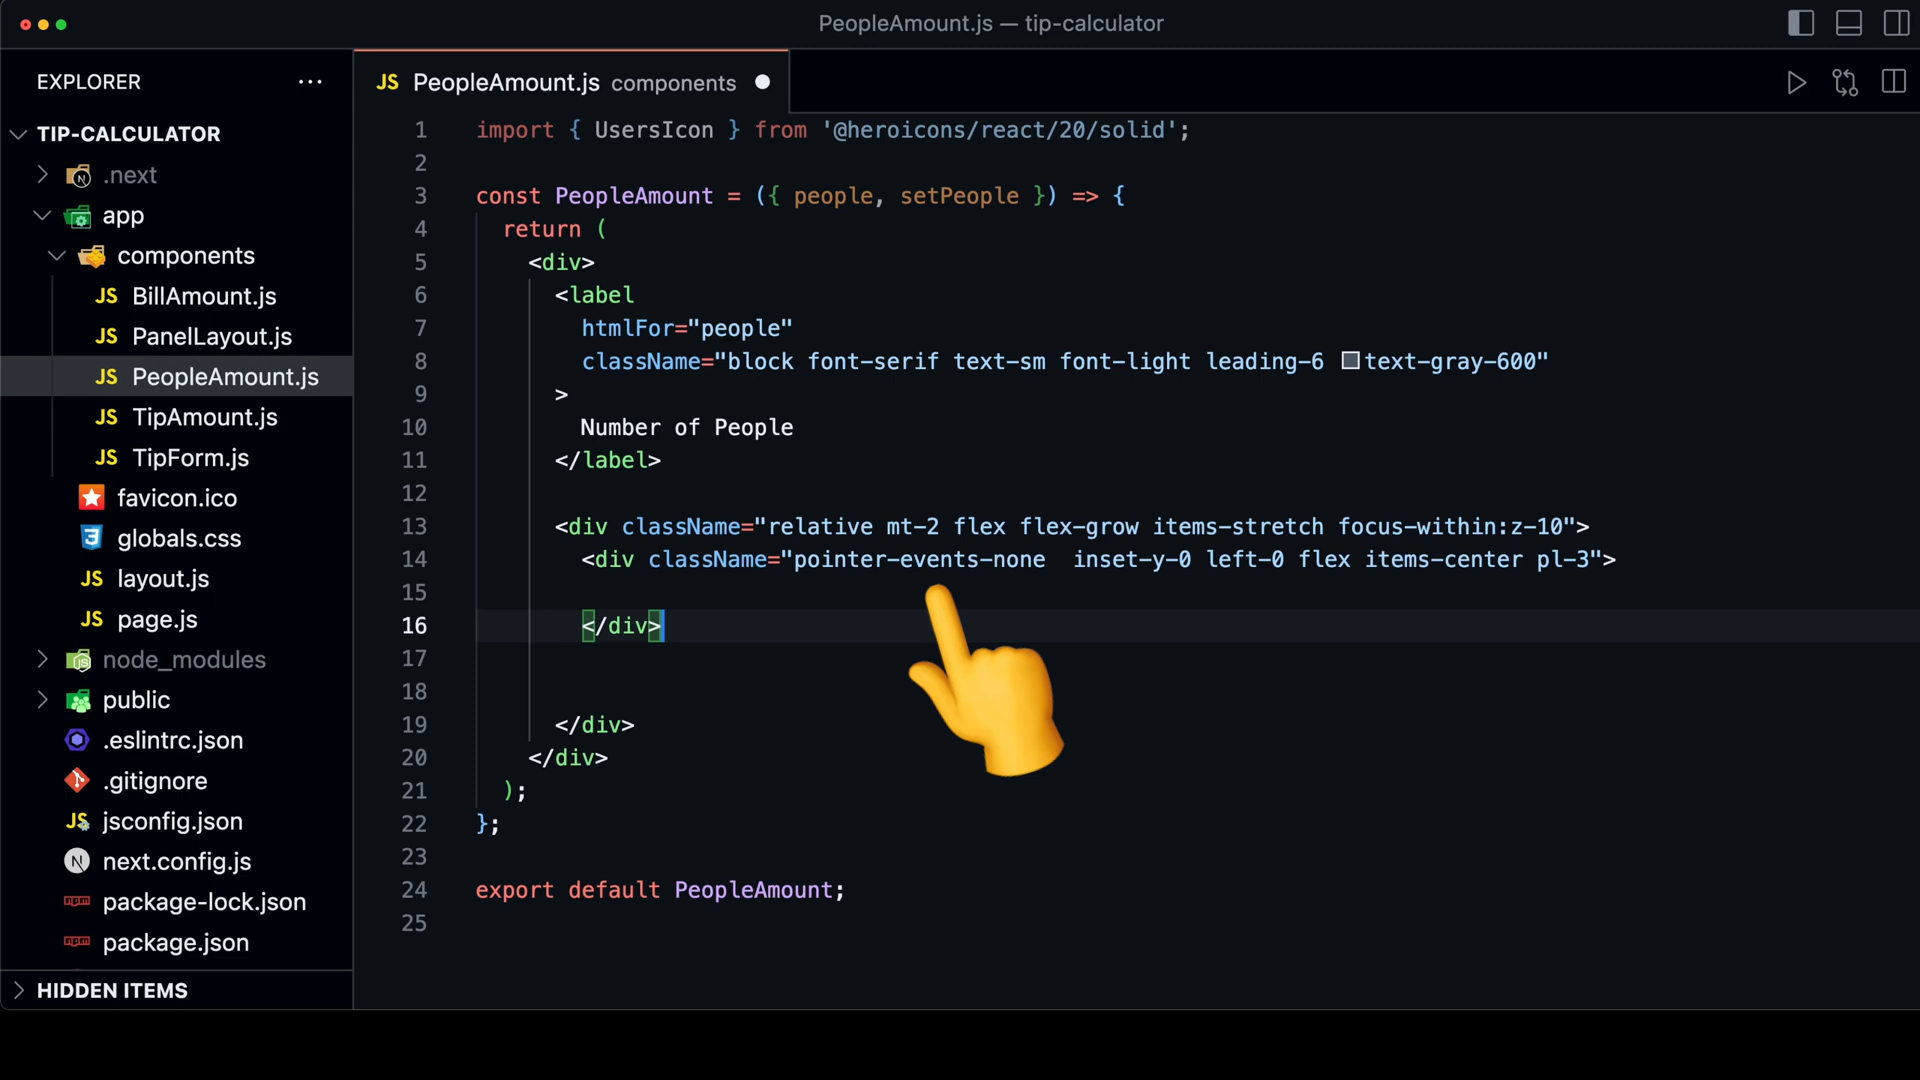 PeopleAmount.js — tip-calculator
EXPLORER
TIP-CALCULATOR
.next
app
components
JS BillAmount.js
JS PanelLayout.js
JS PeopleAmount.js
JS TipAmount.js
JS TipForm.js
favicon.ico
globals.css
JS layout.js
JS page.js
node_modules
public
.eslintrc.json
.gitignore
JS jsconfig.json
N next.config.js
npm package-lock.json
npm package.json
HIDDEN ITEMS
JS PeopleAmount.js components
1 import { UsersIcon } from '@heroicons/react/20/solid';
2
3 const PeopleAmount = ({ people, setPeople }) => {
4 return (
5 <div>
6 <label
7 htmlFor="people"
8 className="block font-serif text-sm font-light leading-6 text-gray-600"
9 >
10 Number of People
11 </label>
12
13 <div className="relative mt-2 flex flex-grow items-stretch focus-within:z-10">
14 <div className="pointer-events-none  inset-y-0 left-0 flex items-center pl-3">
15
16 </div>
17
18
19 </div>
20 </div>
21 );
22 };
23
24 export default PeopleAmount;
25